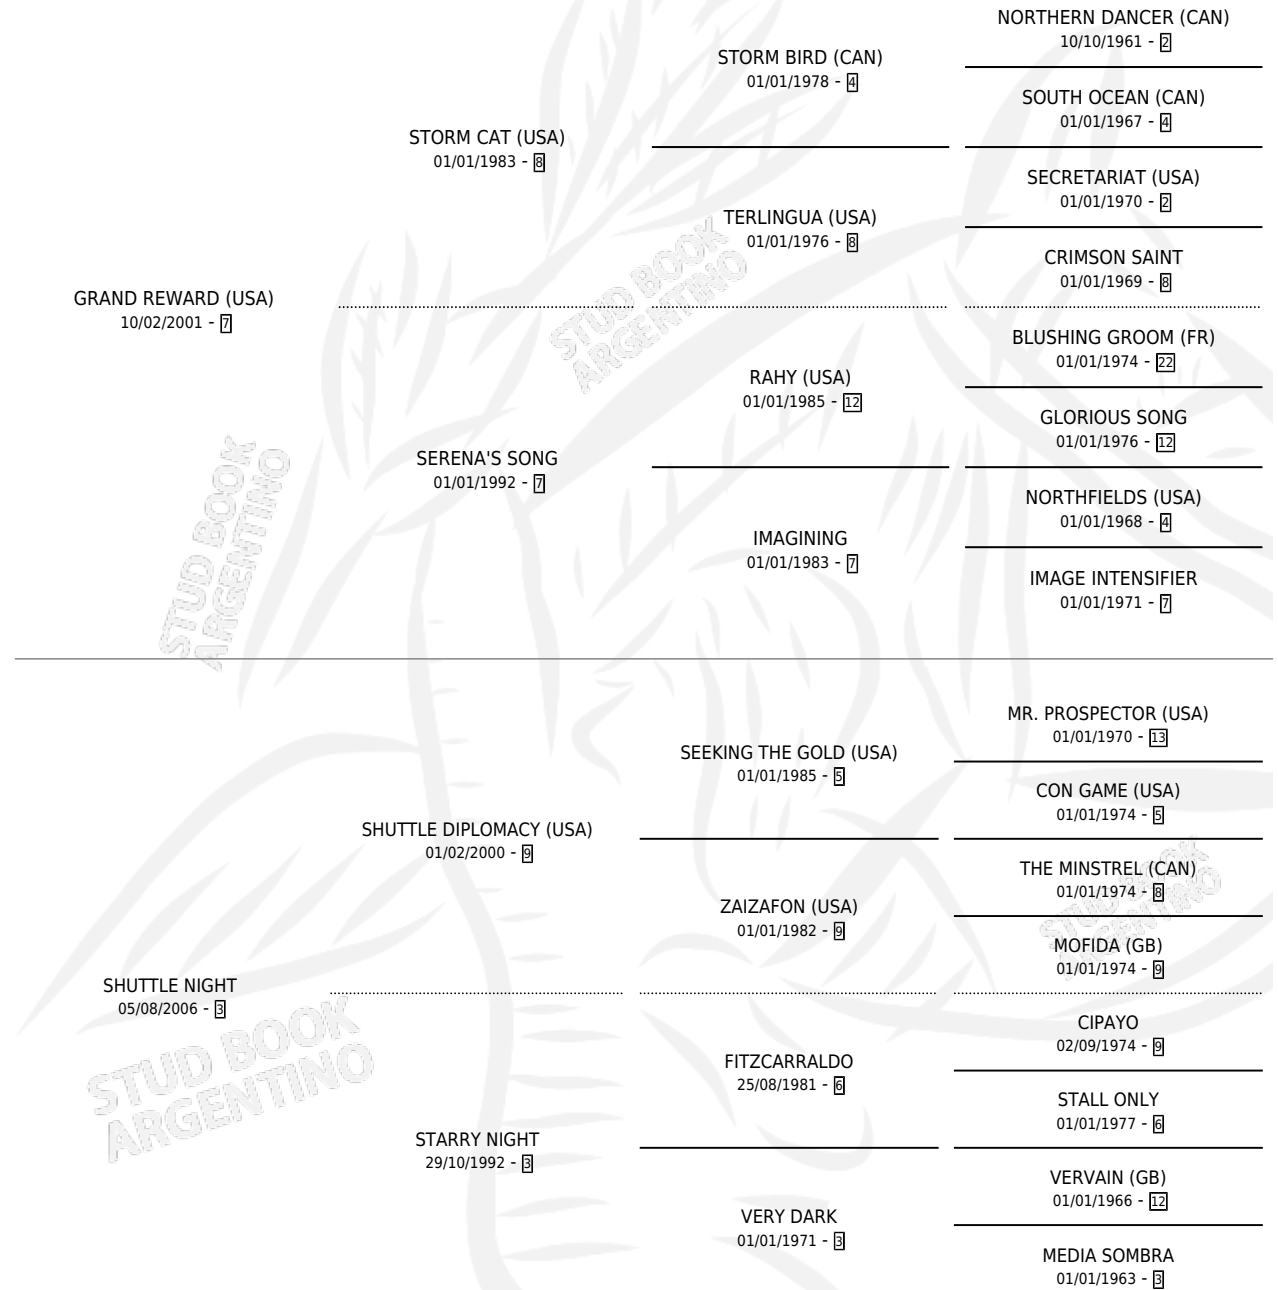 NORTHERN DANCER (CAN)
10/10/1961 - 2
STORM BIRD (CAN)
01/01/1978 - 4
SOUTH OCEAN (CAN)
01/01/1967 - 4
STORM CAT (USA)
01/01/1983 - 8
SECRETARIAT (USA)
01/01/1970 - 2
TERLINGUA (USA)
01/01/1976 - 8
CRIMSON SAINT
01/01/1969 - 8
GRAND REWARD (USA)
10/02/2001 - 7
BLUSHING GROOM (FR)
01/01/1974 - 22
RAHY (USA)
01/01/1985 - 12
GLORIOUS SONG
01/01/1976 - 12
SERENA'S SONG
01/01/1992 - 7
NORTHFIELDS (USA)
01/01/1968 - 4
IMAGINING
01/01/1983 - 7
IMAGE INTENSIFIER
01/01/1971 - 7
MR. PROSPECTOR (USA)
01/01/1970 - 13
SEEKING THE GOLD (USA)
01/01/1985 - 5
CON GAME (USA)
01/01/1974 - 5
SHUTTLE DIPLOMACY (USA)
01/02/2000 - 9
THE MINSTREL (CAN)
01/01/1974 - 8
ZAIZAFON (USA)
01/01/1982 - 9
MOFIDA (GB)
01/01/1974 - 9
SHUTTLE NIGHT
05/08/2006 - 3
CIPAYO
02/09/1974 - 9
FITZCARRALDO
25/08/1981 - 6
STALL ONLY
01/01/1977 - 6
STARRY NIGHT
29/10/1992 - 3
VERVAIN (GB)
01/01/1966 - 12
VERY DARK
01/01/1971 - 3
MEDIA SOMBRA
01/01/1963 - 3
STUD BOOK
ARGENTINO
STUD BOOK
ARGENTINO
STUD BOOK
ARGENTINO
STUD BOOK
ARGENTINO